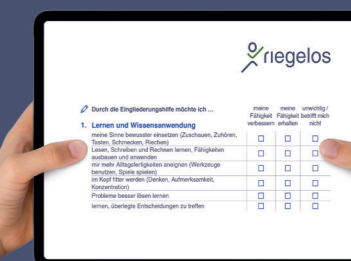 riegelos
Durch die Eingliederungshilfe möchte ich ... meine meine unwichtig /
Fähigkeit Fähigkeit betrifft mich
verbessern erhalten nicht
1. Lernen und Wissensanwendung
meine Sinne bewusster einsetzen (Zuschauen, Zuhören,
Tasten, Schmecken, Riechen)
Lesen, Schreiben und Rechnen lernen, Fähigkeiten
ausbauen und anwenden
mir mehr Alltagsfertigkeiten aneignen (Werkzeuge
benutzen, Spiele spielen)
im Kopf fitter werden (Denken, Aufmerksamkeit,
Konzentration)
Probleme besser lösen lernen
lernen, überlegte Entscheidungen zu treffen